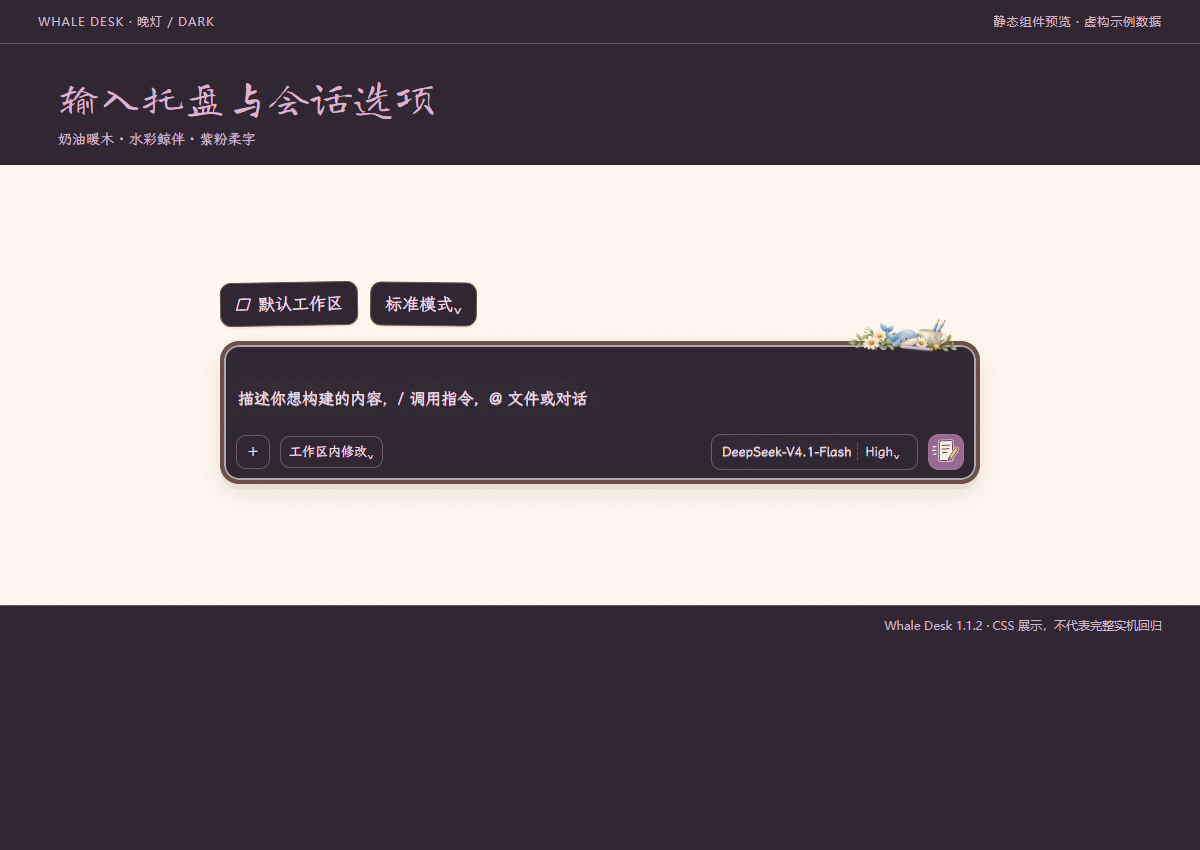 WHALE DESK · 晚灯 / DARK
静态组件预览 · 虚构示例数据
输入托盘与会话选项
奶油暖木 · 水彩鲸伴 · 紫粉柔字
默认工作区
标准模式
描述你想构建的内容, / 调用指令, @ 文件或对话
+ 工作区内修改 DeepSeek-V4.1-Flash High
Whale Desk 1.1.2 · CSS 展示，不代表完整实机回归